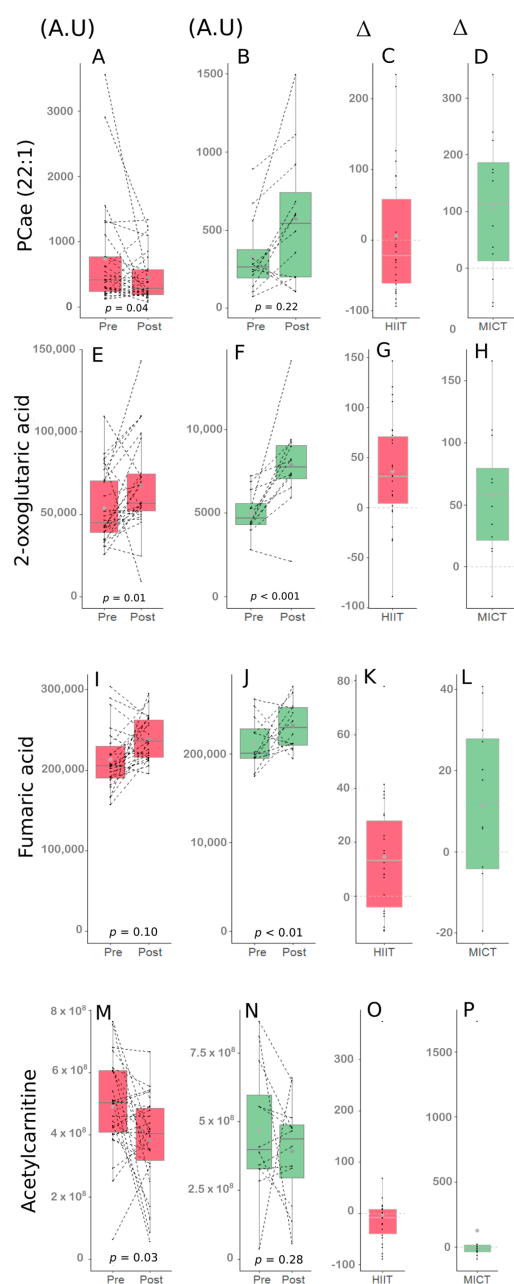 (A.U) (A.U) Δ Δ
A B C D
PCae (22:1)
3000
2000
1000
0
1500
1000
500
0
200
100
0
-100
300
200
100
0
0
p = 0.04 p = 0.22
Pre Post Pre Post HIIT MICT
E F G H
2-oxoglutaric acid
150,000
100,000
50,000
0
10,000
5000
0
150
100
50
0
-50
-100
150
100
50
0
p = 0.01 p < 0.001
Pre Post Pre Post HIIT MICT
I J K L
Fumaric acid
300,000
200,000
100,000
0
200,000
10,000
0
80
60
40
20
0
40
20
0
-20
p = 0.10 p < 0.01
Pre Post Pre Post HIIT MICT
M N O P
Acetylcarnitine
8 x 10⁸
6 x 10⁸
4 x 10⁸
2 x 10⁸
0
7.5 x 10⁸
5 x 10⁸
2.5 x 10⁸
0
300
200
100
0
-100
1500
1000
500
0
p = 0.03 p = 0.28
Pre Post Pre Post HIIT MICT